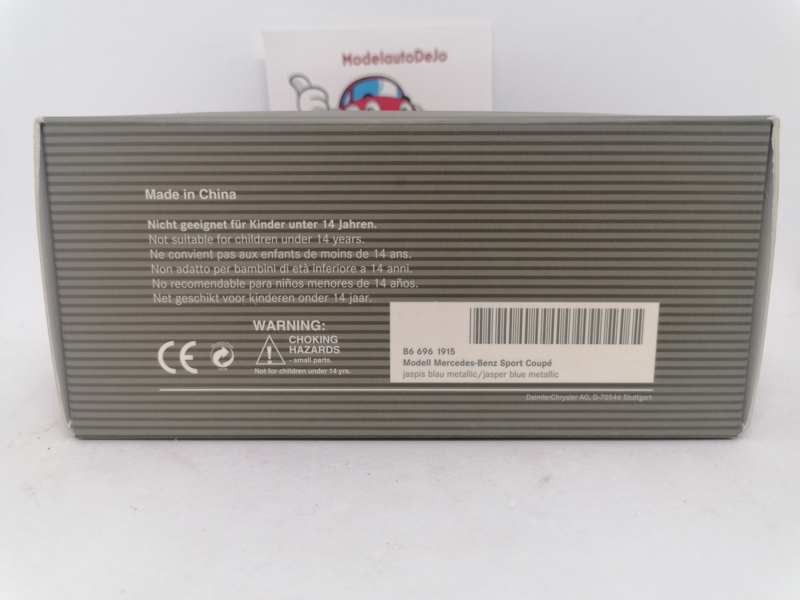 ModelautoDeJo
Made in China
Nicht geeignet für Kinder unter 14 Jahren.
Not suitable for children under 14 years.
Ne convient pas aux enfants de moins de 14 ans.
Non adatto per bambini di età inferiore a 14 anni.
No recomendable para niños menores de 14 años.
Net geschikt voor kinderen onder 14 jaar.
WARNING:
CHOKING
HAZARDS
- small parts.
Not for children under 14 yrs.
CE
B6 696 1915
Modell Mercedes-Benz Sport Coupé
jaspis blau metallic/jasper blue metallic
DaimlerChrysler AG, D-70546 Stuttgart